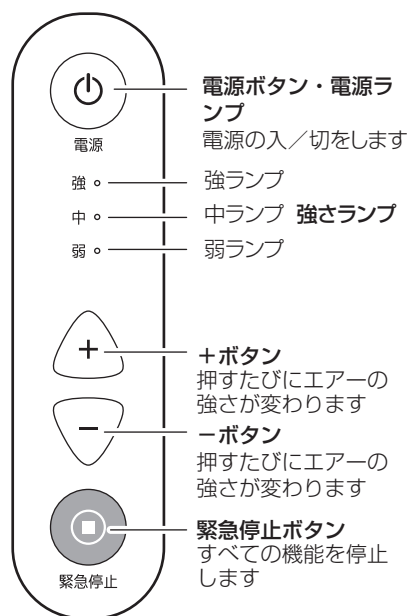 電源ボタン・電源ラ
ンプ
電源の入／切をします
電源
強 強ランプ
中 中ランプ 強さランプ
弱 弱ランプ
＋
＋ボタン
押すたびにエアーの
強さが変わります
－
－ボタン
押すたびにエアーの
強さが変わります
緊急停止ボタン
すべての機能を停止
します
緊急停止